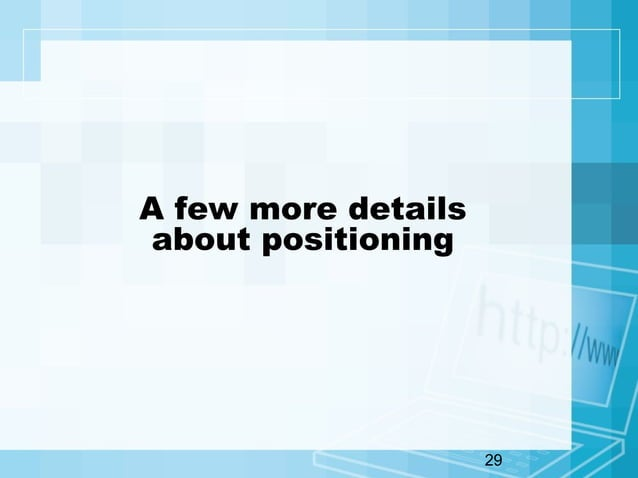 A few more details
about positioning
http://www
29